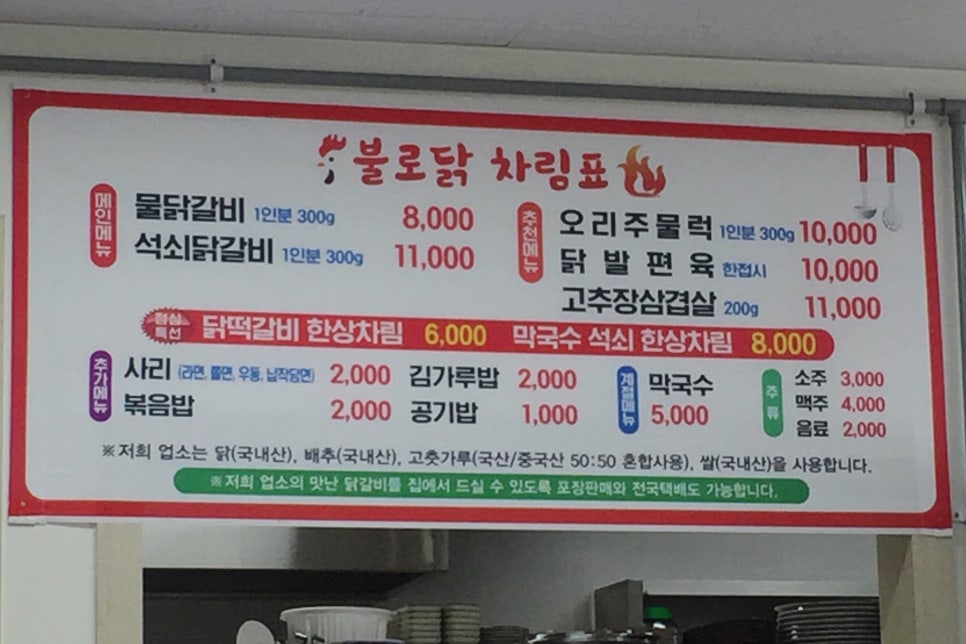 불로닭 차림표
메인메뉴
물닭갈비 1인분 300g 8,000
석쇠닭갈비 1인분 300g 11,000
추천메뉴
오리주물럭 1인분 300g 10,000
닭발편육 한접시 10,000
고추장삼겹살 200g 11,000
점심특선
닭떡갈비 한상차림 6,000 막국수 석쇠 한상차림 8,000
추가메뉴
사리 (라면, 쫄면, 우동, 납작당면) 2,000
볶음밥 2,000
김가루밥 2,000
공기밥 1,000
계절메뉴
막국수
5,000
주류
소주 3,000
맥주 4,000
음료 2,000
※저희 업소는 닭(국내산), 배추(국내산), 고춧가루(국산/중국산 50:50 혼합사용), 쌀(국내산)을 사용합니다.
※저희 업소의 맛난 닭갈비를 집에서 드실 수 있도록 포장판매와 전국택배도 가능합니다.